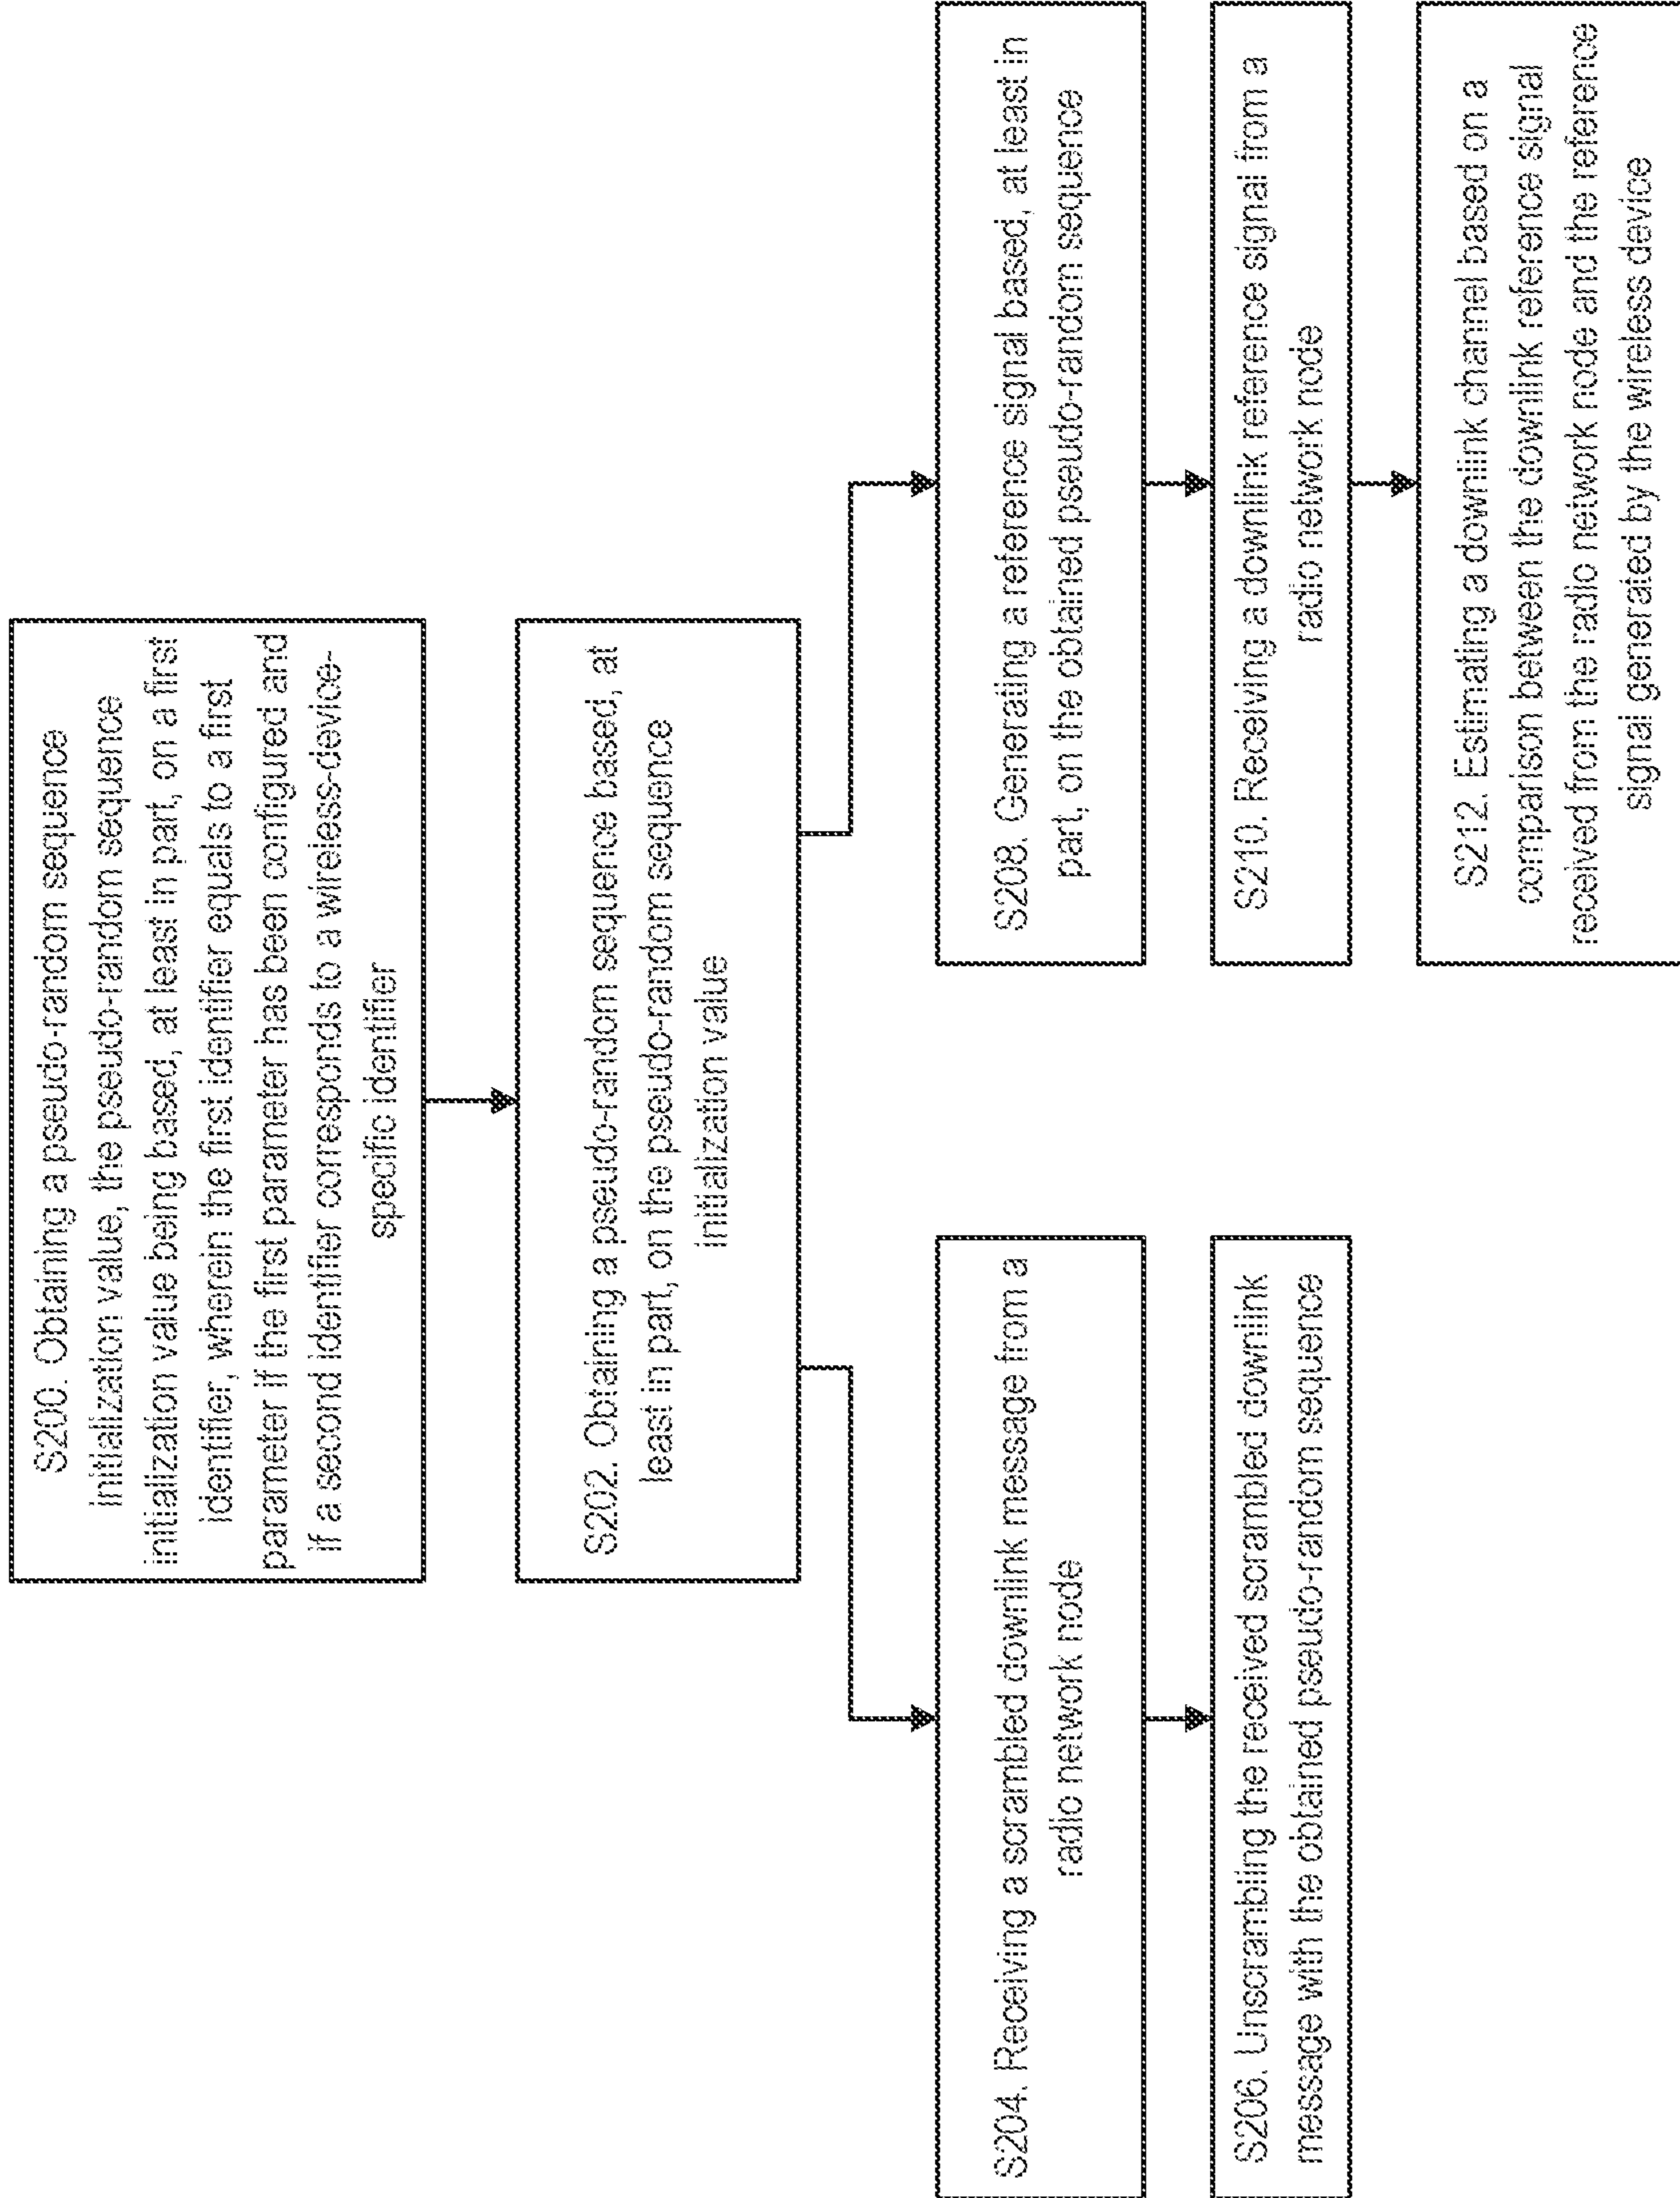 S200. Obtaining a pseudo-random sequence
initialization value, the pseudo-random sequence
initialization value being based, at least in part, on a first
identifier, wherein the first identifier equals to a first
parameter if the first parameter has been configured and
if a second identifier corresponds to a wireless-device-
specific identifier
S202. Obtaining a pseudo-random sequence based, at
least in part, on the pseudo-random sequence
initialization value
S204. Receiving a scrambled downlink message from a
radio network node
S206. Unscrambling the received scrambled downlink
message with the obtained pseudo-random sequence
S208. Generating a reference signal based, at least in
part, on the obtained pseudo-random sequence
S210. Receiving a downlink reference signal from a
radio network node
S212. Estimating a downlink channel based on a
comparison between the downlink reference signal
received from the radio network node and the reference
signal generated by the wireless device